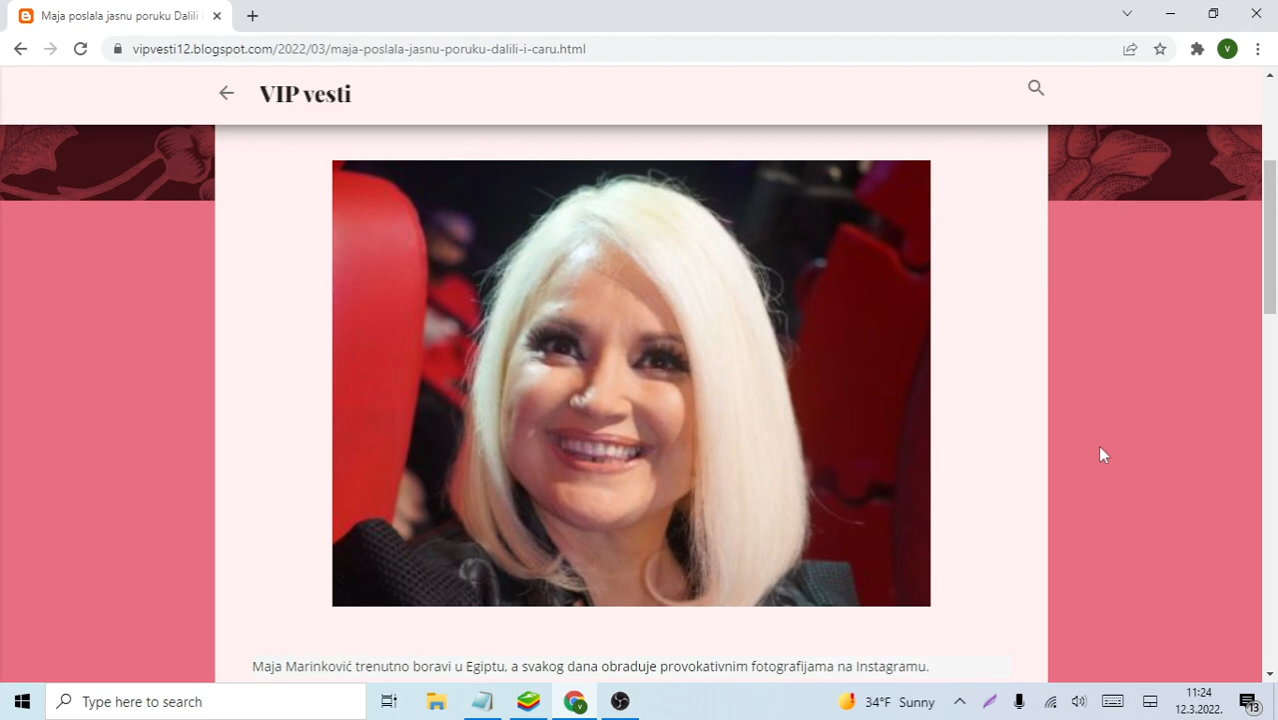 Maja poslala jasnu poruku Dalili i
vipvesti12.blogspot.com/2022/03/maja-poslala-jasnu-poruku-dalili-i-caru.html
v
VIP vesti
Maja Marinković trenutno boravi u Egiptu, a svakog dana obraduje provokativnim fotografijama na Instagramu.
Type here to search
v
34°F Sunny
11:24
12.3.2022.
13